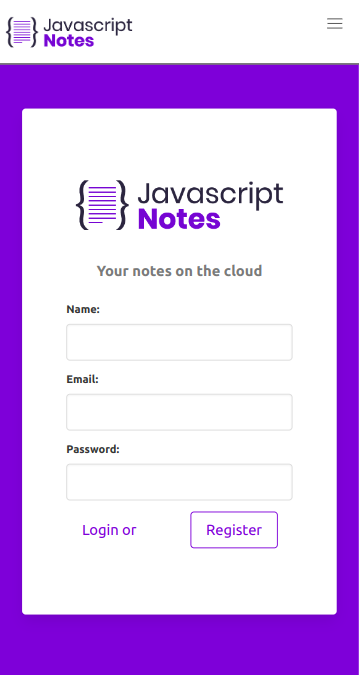 Javascript
Notes
Javascript
Notes
Your notes on the cloud
Name:
Email:
Password:
Login or Register